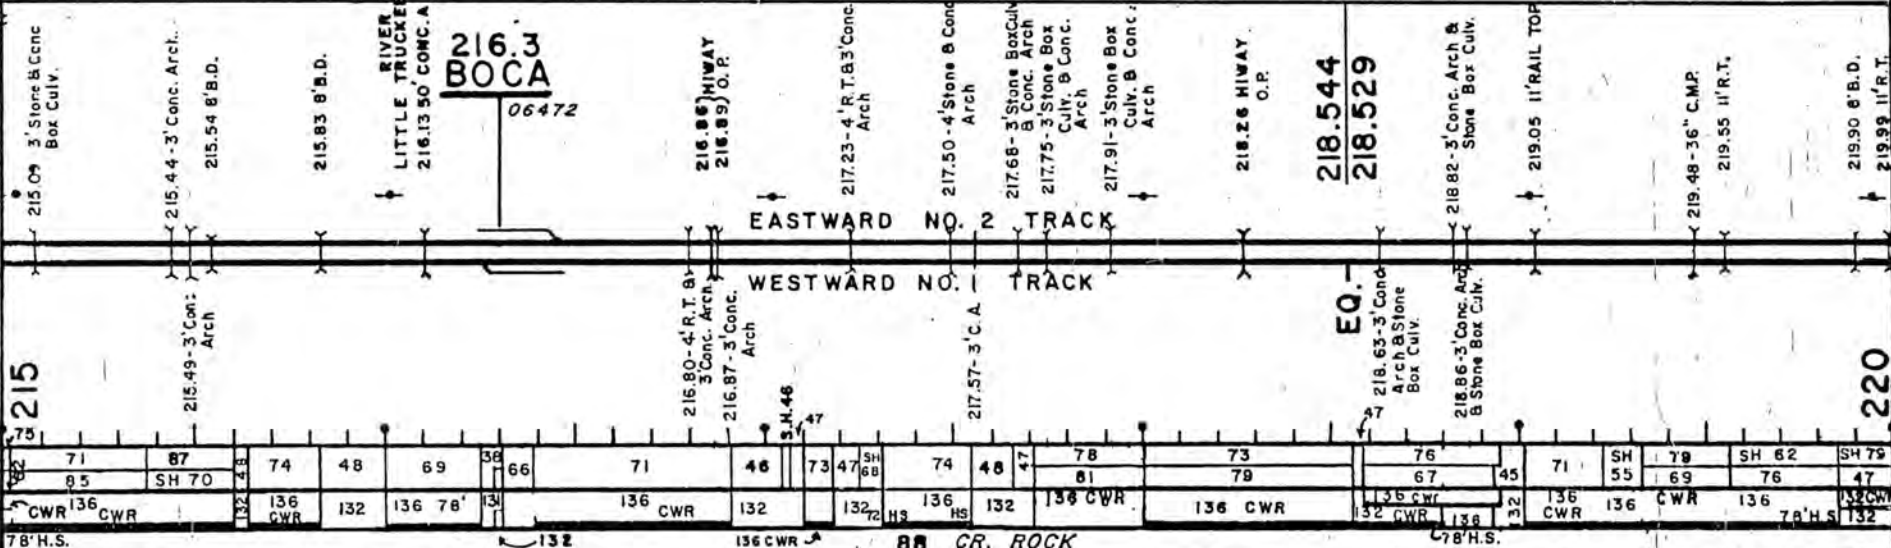 215.09 3' Stone & Conc
Box Culv.
215.44-3' Conc. Arch.
215.54 6' B.D.
215.83 8' B.D.
RIVER
LITTLE TRUCKEE
216.13 50' CONC. A
216.3
BOCA
06472
216.86) HIWAY
216.89) O.P.
217.23-4' R.T.&3' Conc.
Arch
217.50-4' Stone & Conc
Arch
217.68-3' Stone Box Culv
& Conc. Arch
217.75-3' Stone Box
Culv. & Conc.
Arch
217.91-3' Stone Box
Culv. & Conc.
Arch
218.26 HIWAY
O.P.
218.544
218.529
218.82-3' Conc. Arch &
Stone Box Culv.
219.05 11' RAIL TOP
219.48-36" C.M.P.
219.55 11' R.T.
219.90 8' B.D.
219.99 11' R.T.
EASTWARD NO. 2 TRACK
WESTWARD NO. 1 TRACK
215
215.49-3' Conc.
Arch
216.80-4' R.T. &
3' Conc. Arch
216.87-3' Conc.
Arch
S.H. 46
47
217.57-3' C.A.
EQ.-
47
218.63-3' Conc
Arch & Stone
Box Culv.
218.86-3' Conc. Arch
& Stone Box Culv.
220
75
82 71 87 48 74 48 69 38 66 71 46 73 47 SH 68 74 48 47 78 73 76 45 71 SH 79 SH 62 SH 79
85 SH 70 81 79 67 55 69 76 47
CWR 136 CWR 132 136 CWR 132 136 78' 13 136 CWR 132 132 72 HS 136 HS 132 136 CWR 136 CWR 132 136 CWR CWR 136 132 136 CWR 136 CWR 136 78' H.S 132 CWR 132
78' H.S. 132 136 CWR 88 CR. ROCK 78' H.S.